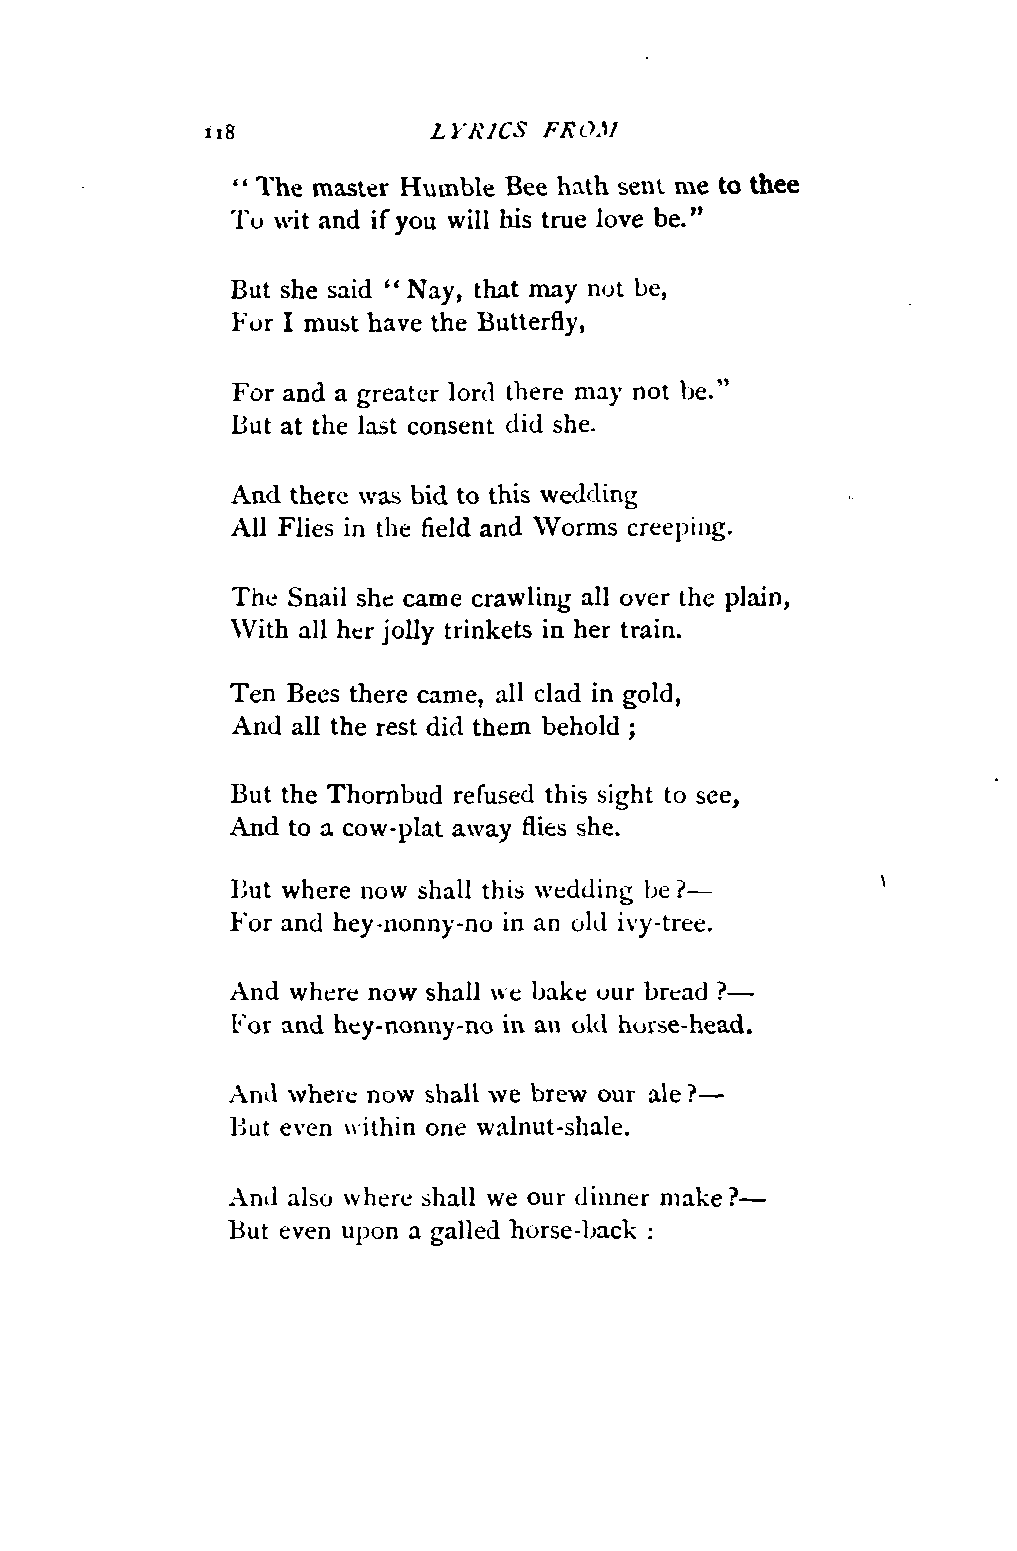 118 LYRICS FROM
“ The master Humble Bee hath sent me to thee
To wit and if you will his true love be.”
But she said “ Nay, that may not be,
For I must have the Butterfly,
For and a greater lord there may not be.”
But at the last consent did she.
And there was bid to this wedding
All Flies in the field and Worms creeping.
The Snail she came crawling all over the plain,
With all her jolly trinkets in her train.
Ten Bees there came, all clad in gold,
And all the rest did them behold ;
But the Thornbud refused this sight to see,
And to a cow-plat away flies she.
But where now shall this wedding be ?—
For and hey-nonny-no in an old ivy-tree.
And where now shall we bake our bread ?—
For and hey-nonny-no in an old horse-head.
And where now shall we brew our ale ?—
But even within one walnut-shale.
And also where shall we our dinner make ?—
But even upon a galled horse-back :